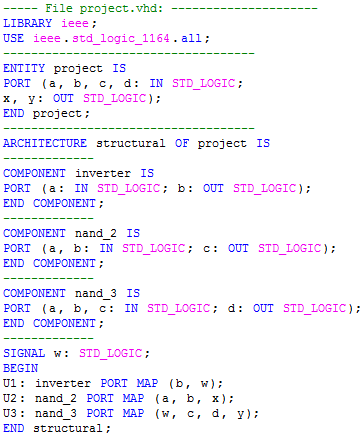 ----- File project.vhd: ---------------------
LIBRARY ieee;
USE ieee.std_logic_1164.all;
------------------------------------
ENTITY project IS
PORT (a, b, c, d: IN STD_LOGIC;
x, y: OUT STD_LOGIC);
END project;
------------------------------------
ARCHITECTURE structural OF project IS
-------------
COMPONENT inverter IS
PORT (a: IN STD_LOGIC; b: OUT STD_LOGIC);
END COMPONENT;
-------------
COMPONENT nand_2 IS
PORT (a, b: IN STD_LOGIC; c: OUT STD_LOGIC);
END COMPONENT;
-------------
COMPONENT nand_3 IS
PORT (a, b, c: IN STD_LOGIC; d: OUT STD_LOGIC);
END COMPONENT;
-------------
SIGNAL w: STD_LOGIC;
BEGIN
U1: inverter PORT MAP (b, w);
U2: nand_2 PORT MAP (a, b, x);
U3: nand_3 PORT MAP (w, c, d, y);
END structural;